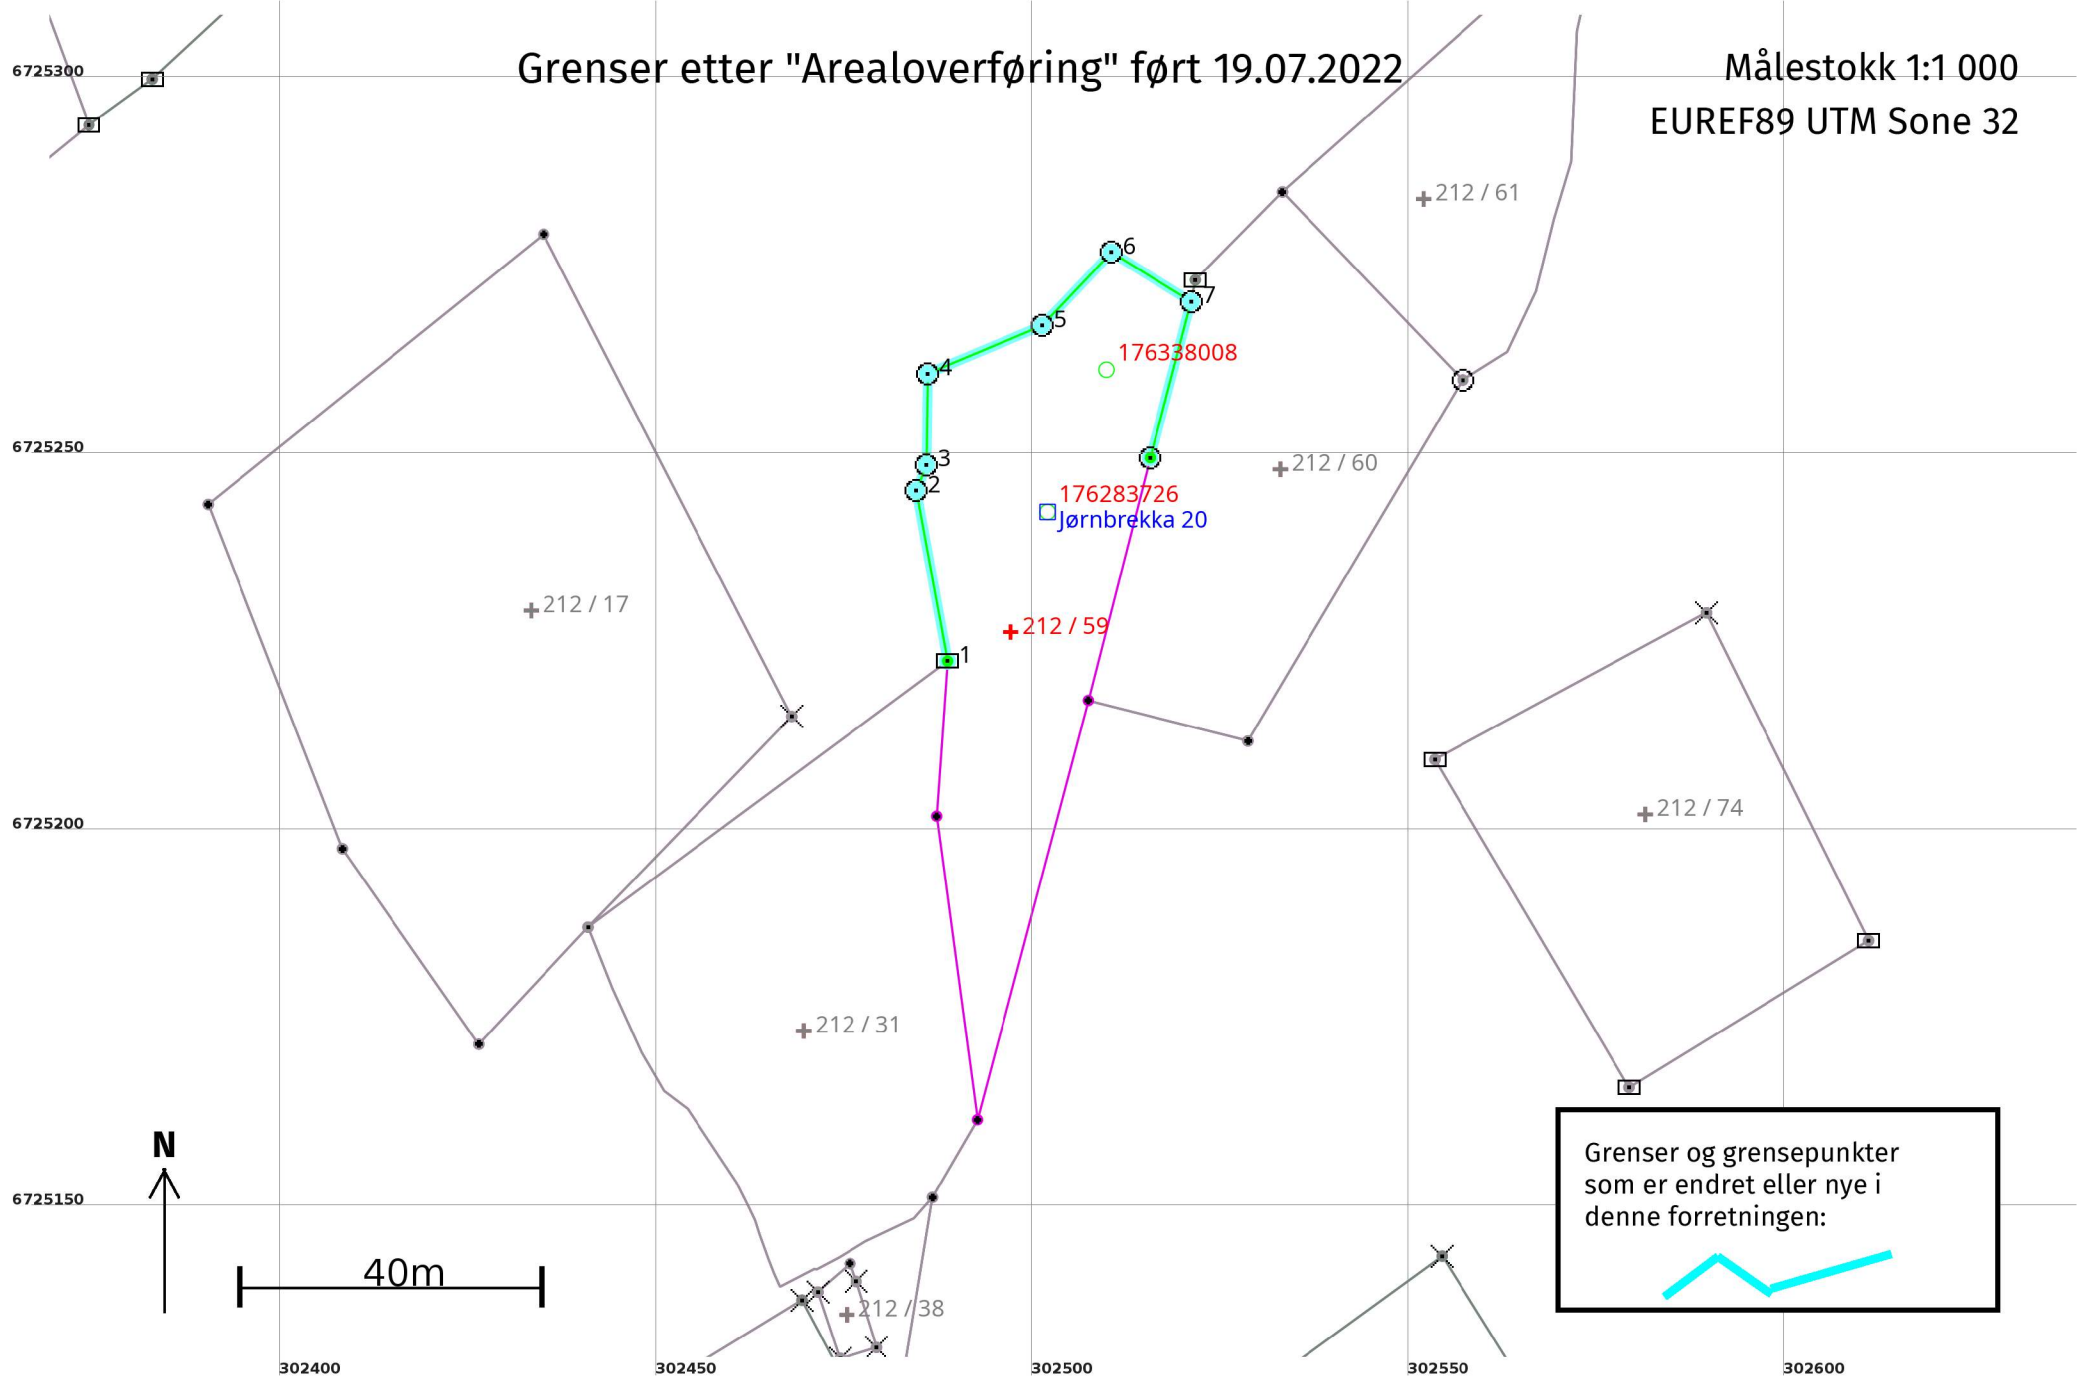 Grenser etter "Arealoverføring" ført 19.07.2022
Målestokk 1:1 000
EUREF89 UTM Sone 32
6725300
212 / 61
6
7
5
176338008
4
6725250
3
212 / 60
2
176283726
Jørnbrekka 20
212 / 17
212 / 59
1
212 / 74
6725200
212 / 31
N
6725150
Grenser og grensepunkter
som er endret eller nye i
denne forretningen:
40m
212 / 38
302400
302450
302500
302550
302600